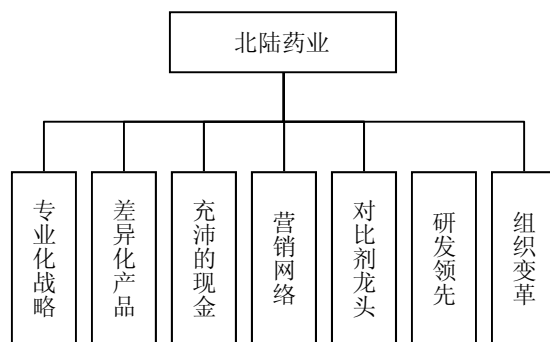 北陆药业
专业化战略
差异化产品
充沛的现金
营销网络
对比剂龙头
研发领先
组织变革